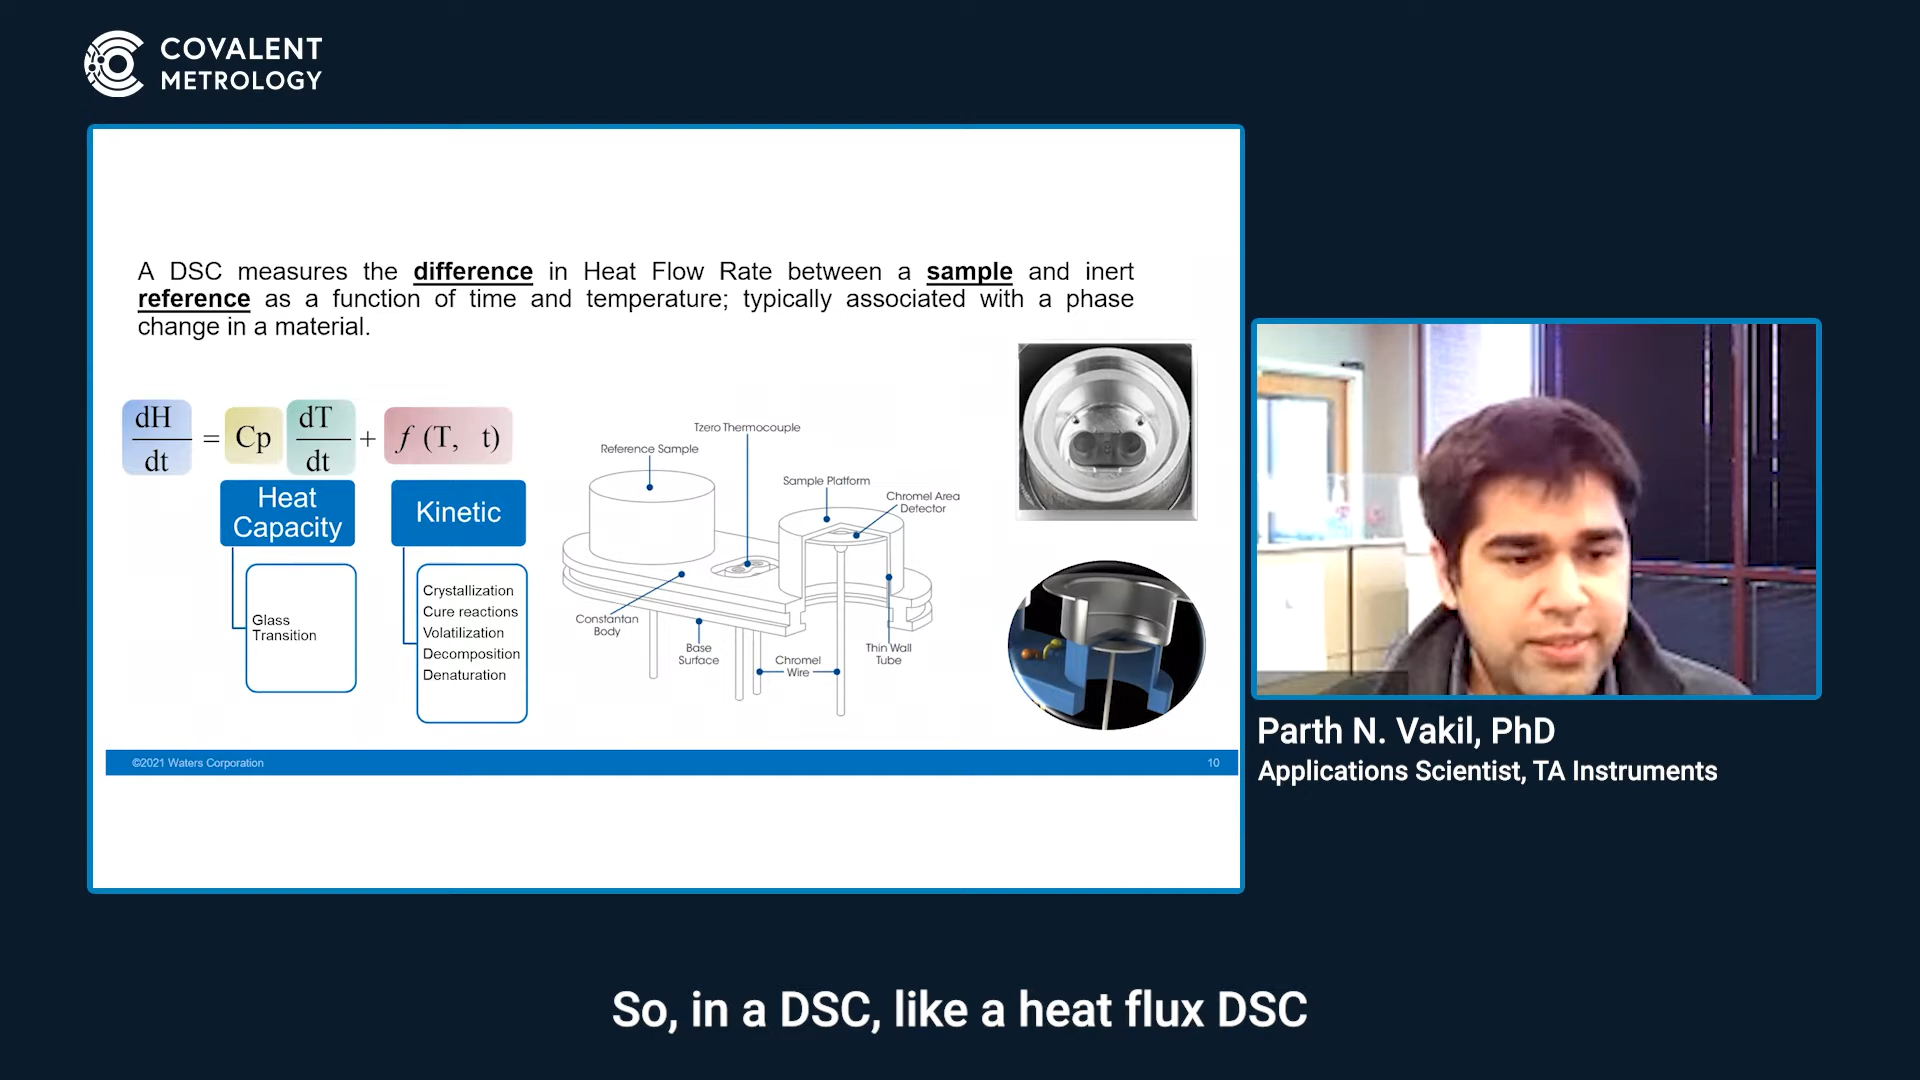 COVALENT
METROLOGY
A DSC measures the difference in Heat Flow Rate between a sample and inert
reference as a function of time and temperature; typically associated with a phase
change in a material.
dH
dt
=
Cp
dT
dt
+
f (T, t)
Heat
Capacity
Kinetic
Glass
Transition
Crystallization
Cure reactions
Volatilization
Decomposition
Denaturation
Tzero Thermocouple
Reference Sample
Sample Platform
Chromel Area
Detector
Constantan
Body
Base
Surface
Chromel
Wire
Thin Wall
Tube
©2021 Waters Corporation
10
Parth N. Vakil, PhD
Applications Scientist, TA Instruments
So, in a DSC, like a heat flux DSC